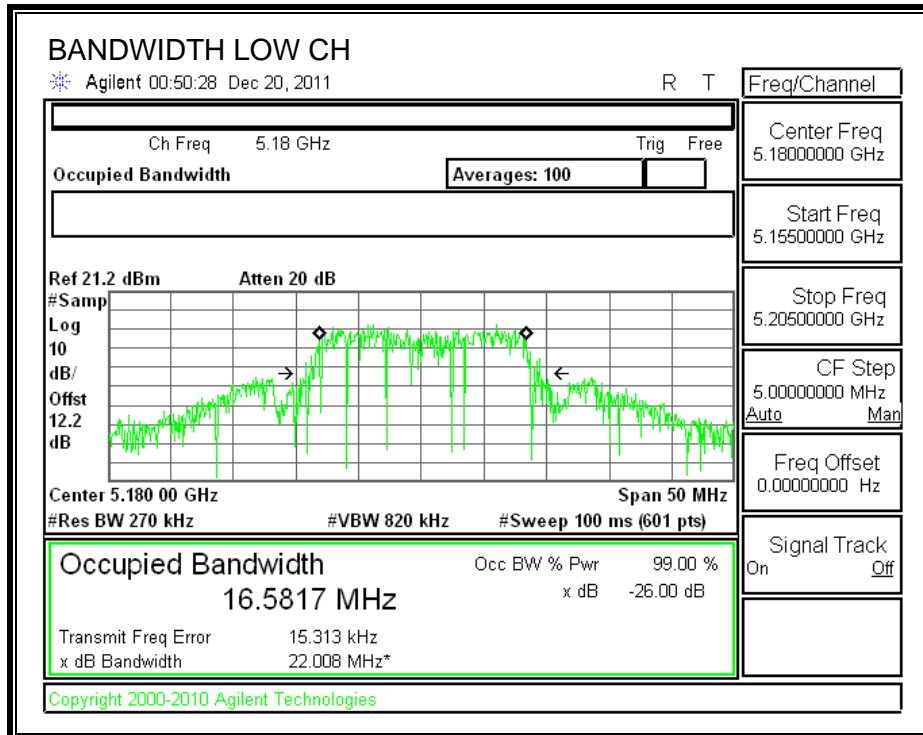 BANDWIDTH LOW CH
Agilent 00:50:28 Dec 20, 2011 R T
Freq/Channel
Ch Freq 5.18 GHz Trig Free
Occupied Bandwidth Averages: 100
Center Freq
5.18000000 GHz
Start Freq
5.15500000 GHz
Stop Freq
5.20500000 GHz
CF Step
5.00000000 MHz
Auto Man
Freq Offset
0.00000000 Hz
Signal Track
On Off
Ref 21.2 dBm Atten 20 dB
#Samp
Log
10
dB/
Offst
12.2
dB
Center 5.180 00 GHz Span 50 MHz
#Res BW 270 kHz #VBW 820 kHz #Sweep 100 ms (601 pts)
Occupied Bandwidth Occ BW % Pwr 99.00 %
16.5817 MHz x dB -26.00 dB
Transmit Freq Error 15.313 kHz
x dB Bandwidth 22.008 MHz*
Copyright 2000-2010 Agilent Technologies